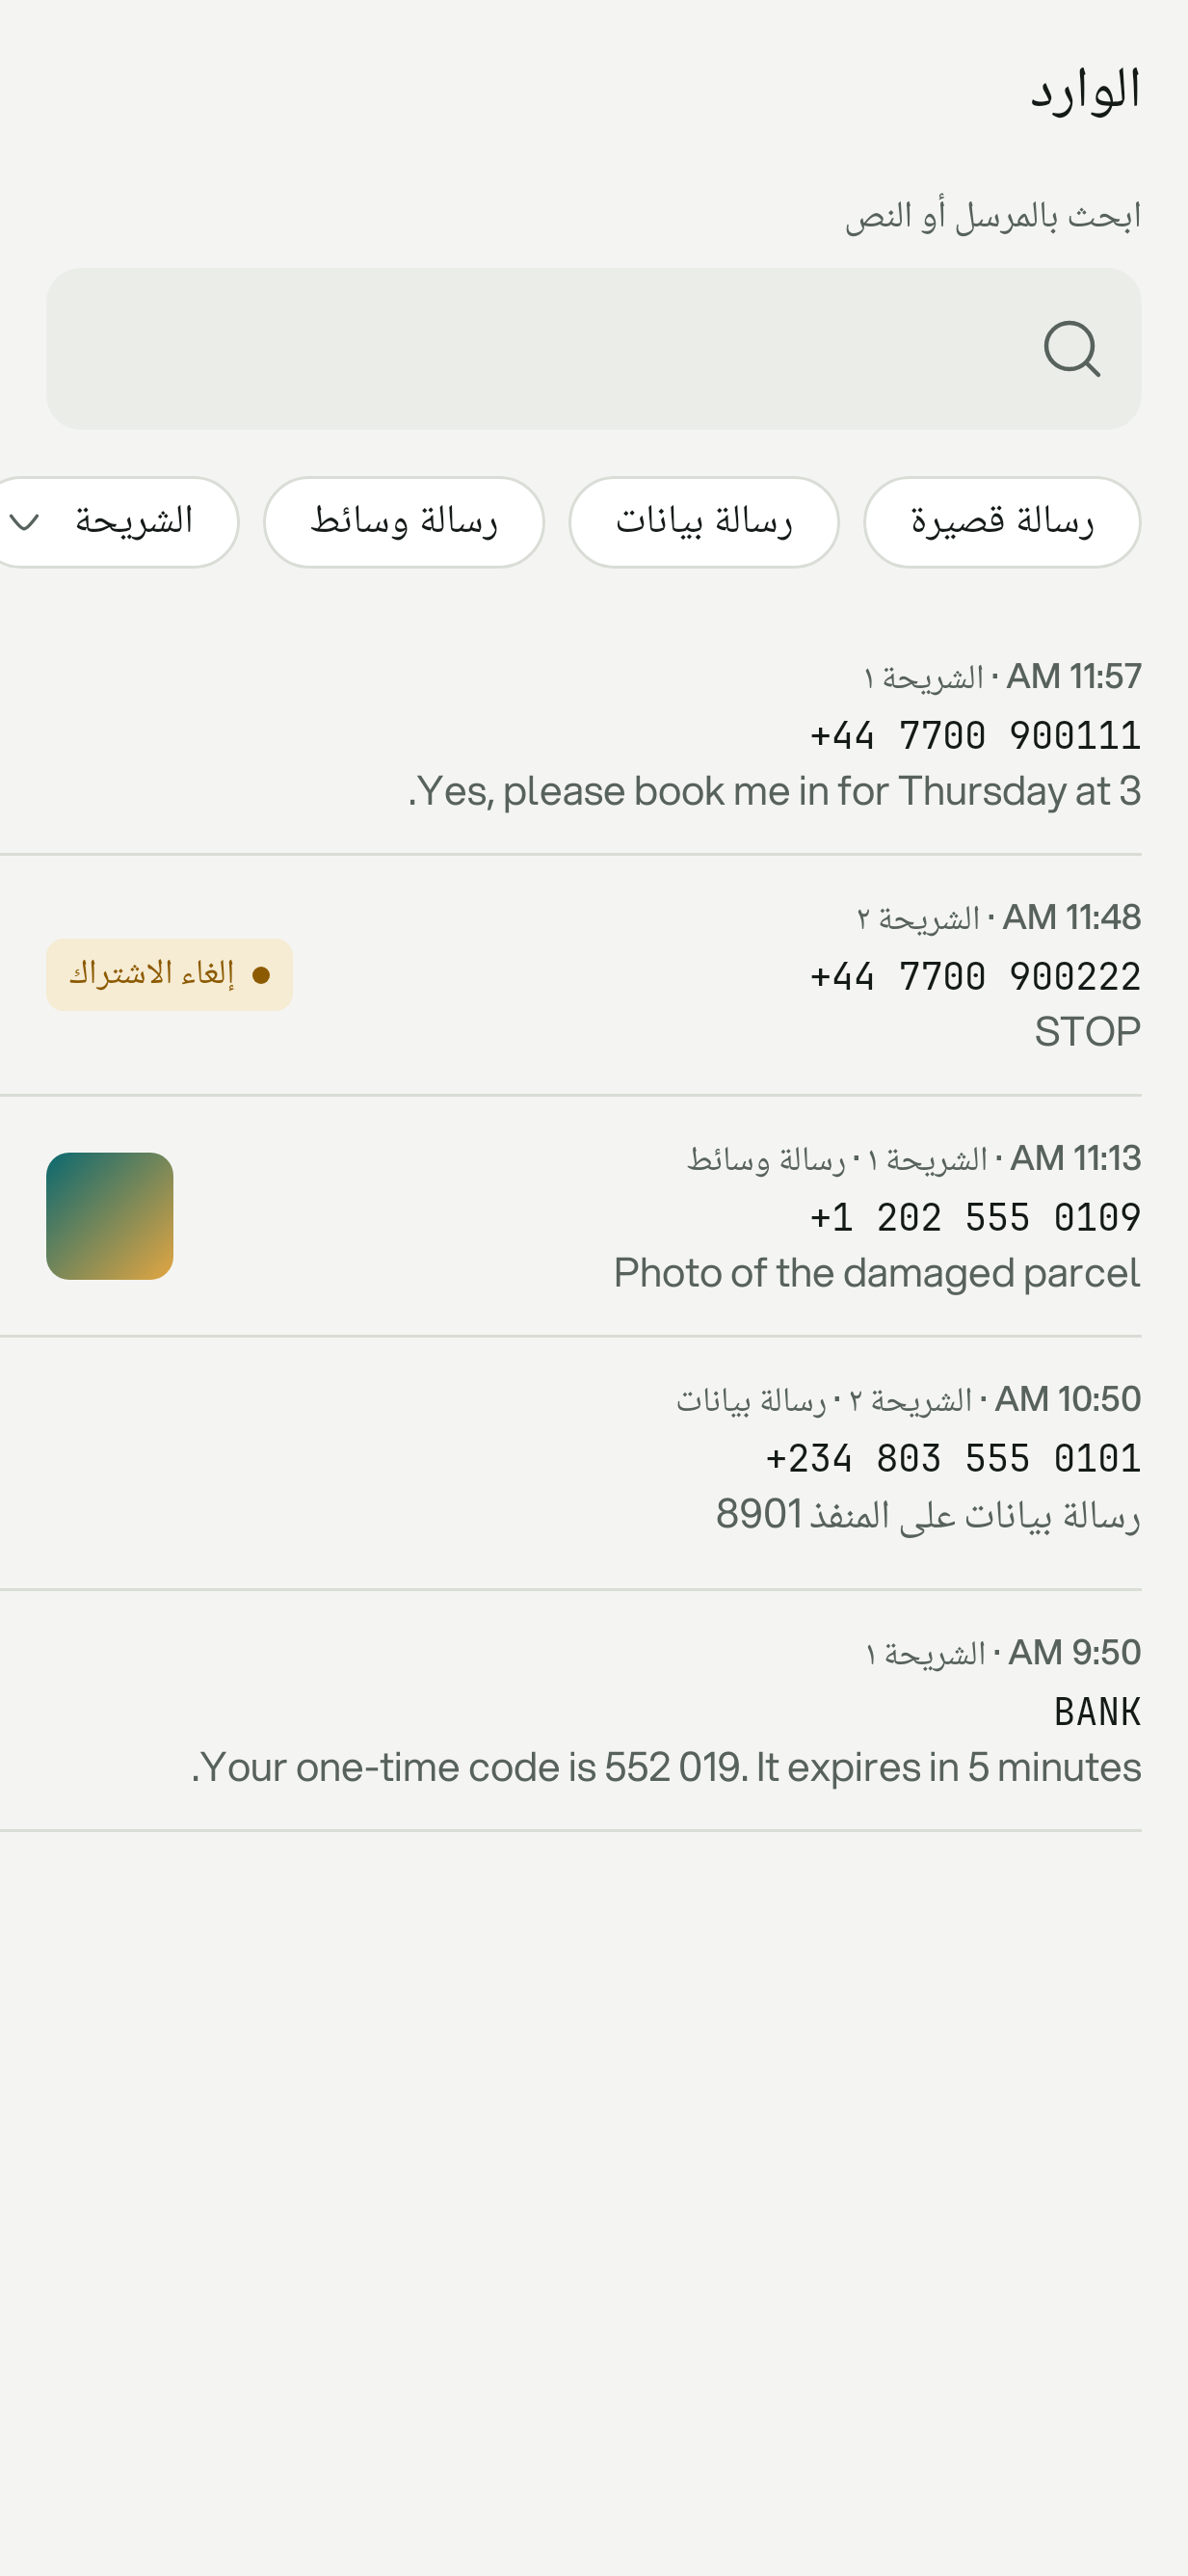 الوارد
ابحث بالمرسل أو النص
رسالة قصيرة
رسالة بيانات
رسالة وسائط
الشريحة
11:57 AM · الشريحة ١
+44 7700 900111
Yes, please book me in for Thursday at 3.
11:48 AM · الشريحة ٢
+44 7700 900222
STOP
إلغاء الاشتراك
11:13 AM · الشريحة ١ · رسالة وسائط
+1 202 555 0109
Photo of the damaged parcel
10:50 AM · الشريحة ٢ · رسالة بيانات
+234 803 555 0101
رسالة بيانات على المنفذ 8901
9:50 AM · الشريحة ١
BANK
Your one-time code is 552 019. It expires in 5 minutes.